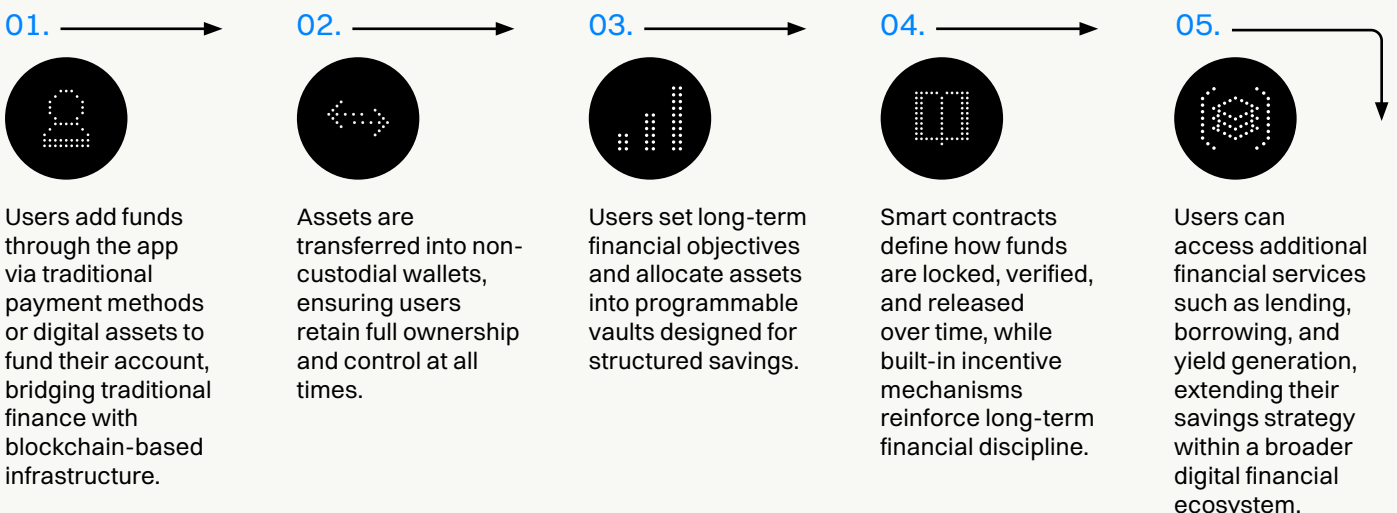 01.
Users add funds
through the app
via traditional
payment methods
or digital assets to
fund their account,
bridging traditional
finance with
blockchain-based
infrastructure.
02.
Assets are
transferred into non-
custodial wallets,
ensuring users
retain full ownership
and control at all
times.
03.
Users set long-term
financial objectives
and allocate assets
into programmable
vaults designed for
structured savings.
04.
Smart contracts
define how funds
are locked, verified,
and released
over time, while
built-in incentive
mechanisms
reinforce long-term
financial discipline.
05.
Users can
access additional
financial services
such as lending,
borrowing, and
yield generation,
extending their
savings strategy
within a broader
digital financial
ecosystem.